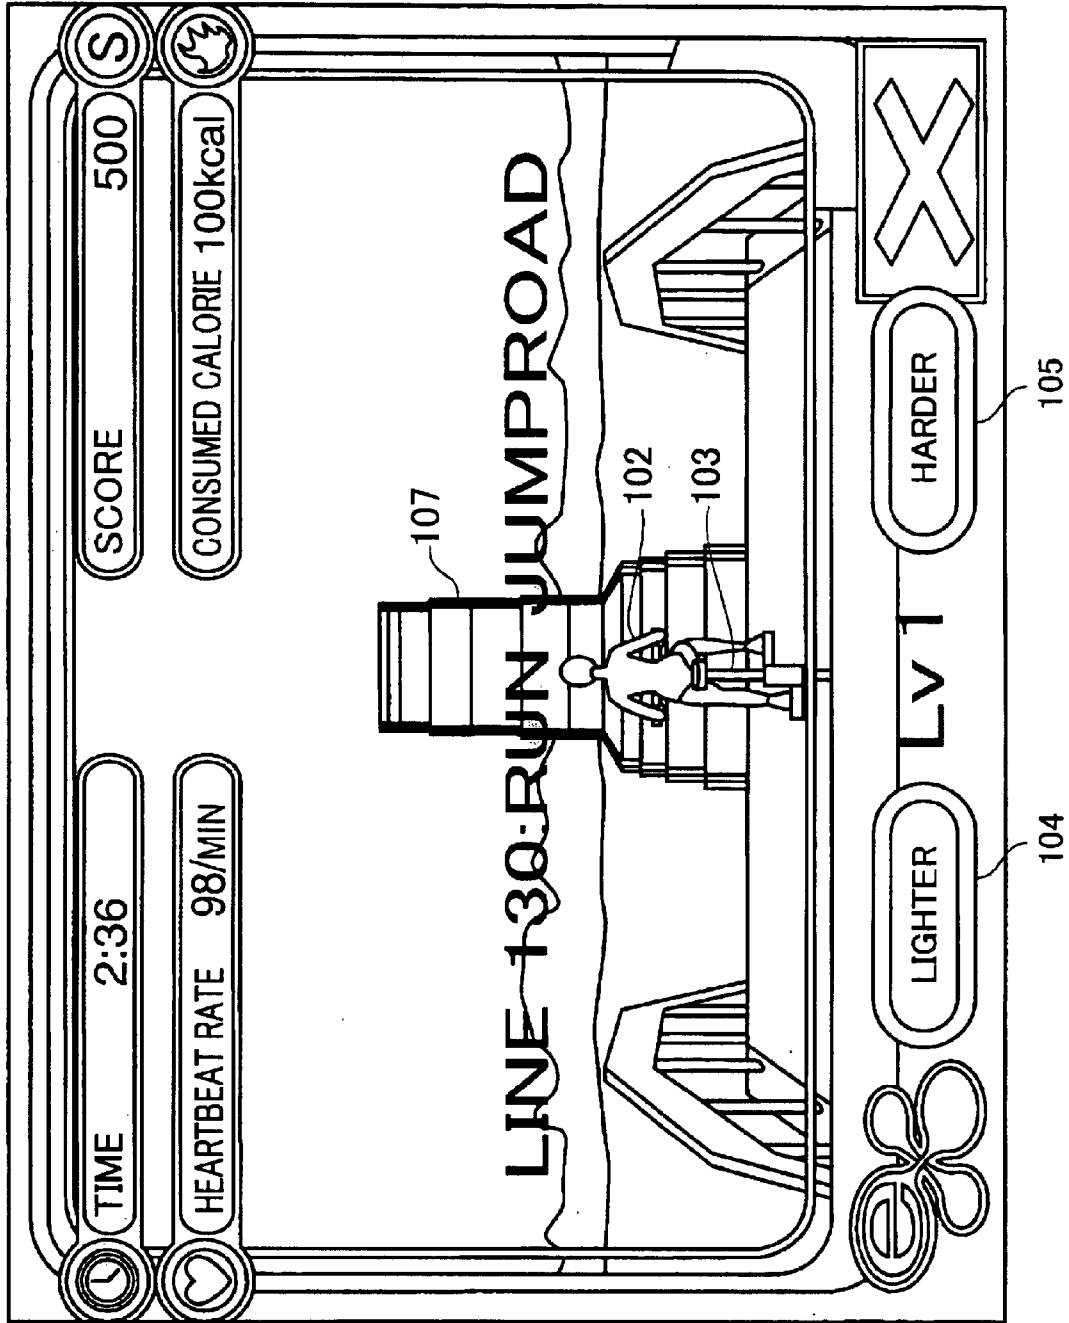 TIME 2:36
SCORE 500
S
HEARTBEAT RATE 98/MIN
CONSUMED CALORIE 100kcal
107
LINE 130:RUN JUMPROAD
102
103
e
LIGHTER
Lv 1
HARDER
X
104
105